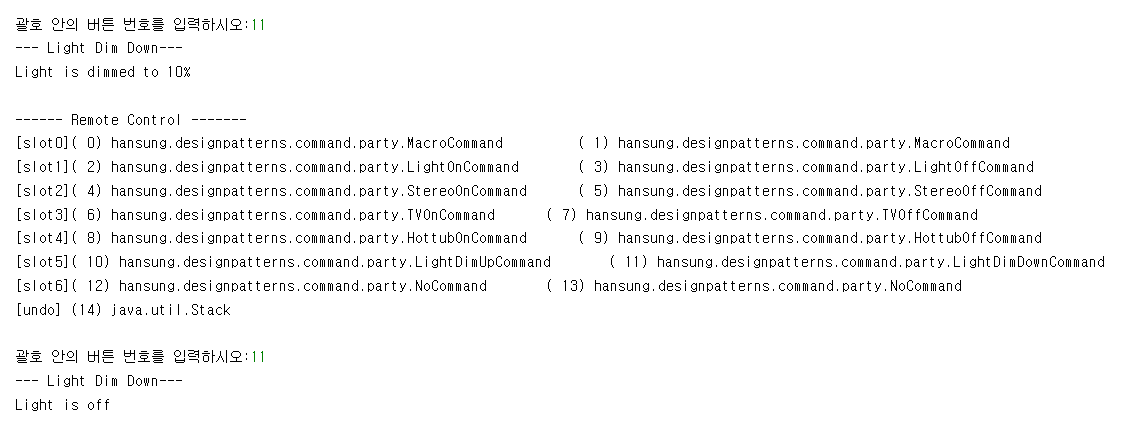 괄호 안의 버튼 번호를 입력하시오:11
--- Light Dim Down---
Light is dimmed to 10%
------ Remote Control -------
[slot0]( 0) hansung.designpatterns.command.party.MacroCommand ( 1) hansung.designpatterns.command.party.MacroCommand
[slot1]( 2) hansung.designpatterns.command.party.LightOnCommand ( 3) hansung.designpatterns.command.party.LightOffCommand
[slot2]( 4) hansung.designpatterns.command.party.StereoOnCommand ( 5) hansung.designpatterns.command.party.StereoOffCommand
[slot3]( 6) hansung.designpatterns.command.party.TVOnCommand ( 7) hansung.designpatterns.command.party.TVOffCommand
[slot4]( 8) hansung.designpatterns.command.party.HottubOnCommand ( 9) hansung.designpatterns.command.party.HottubOffCommand
[slot5]( 10) hansung.designpatterns.command.party.LightDimUpCommand ( 11) hansung.designpatterns.command.party.LightDimDownCommand
[slot6]( 12) hansung.designpatterns.command.party.NoCommand ( 13) hansung.designpatterns.command.party.NoCommand
[undo] (14) java.util.Stack
괄호 안의 버튼 번호를 입력하시오:11
--- Light Dim Down---
Light is off